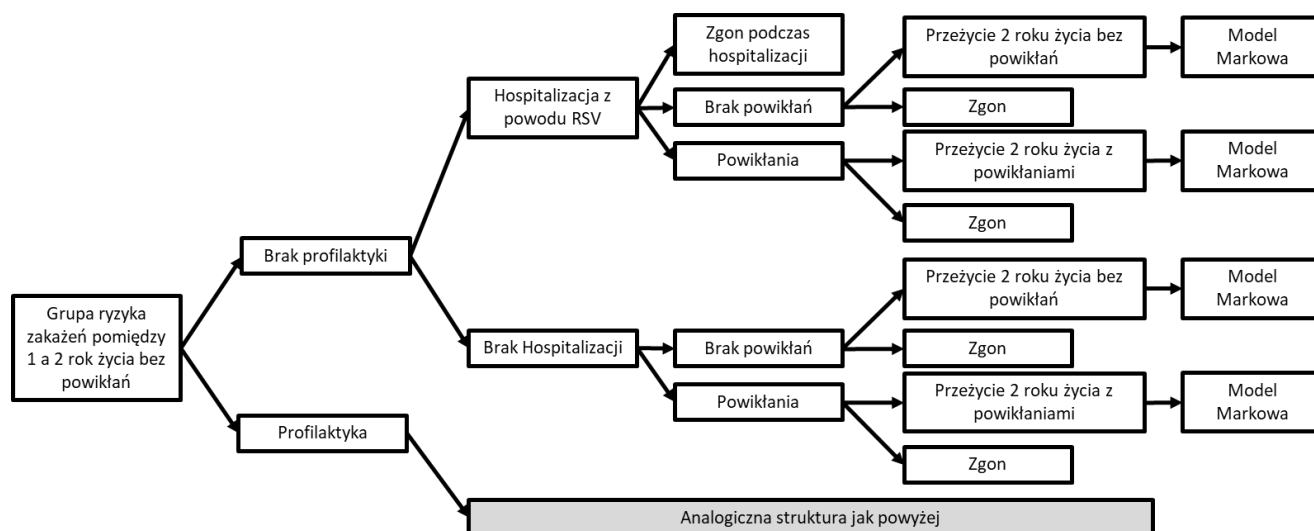 Zgon podczas
hospitalizacji
Przeżycie 2 roku życia bez
powikłań
Model
Markowa
Hospitalizacja z
powodu RSV
Brak powikłań
Zgon
Powikłania
Przeżycie 2 roku życia z
powikłaniami
Model
Markowa
Zgon
Brak profilaktyki
Przeżycie 2 roku życia bez
powikłań
Model
Markowa
Grupa ryzyka
zakażeń pomiędzy
1 a 2 rok życia bez
powikłań
Brak Hospitalizacji
Brak powikłań
Zgon
Powikłania
Przeżycie 2 roku życia z
powikłaniami
Model
Markowa
Profilaktyka
Zgon
Analogiczna struktura jak powyżej